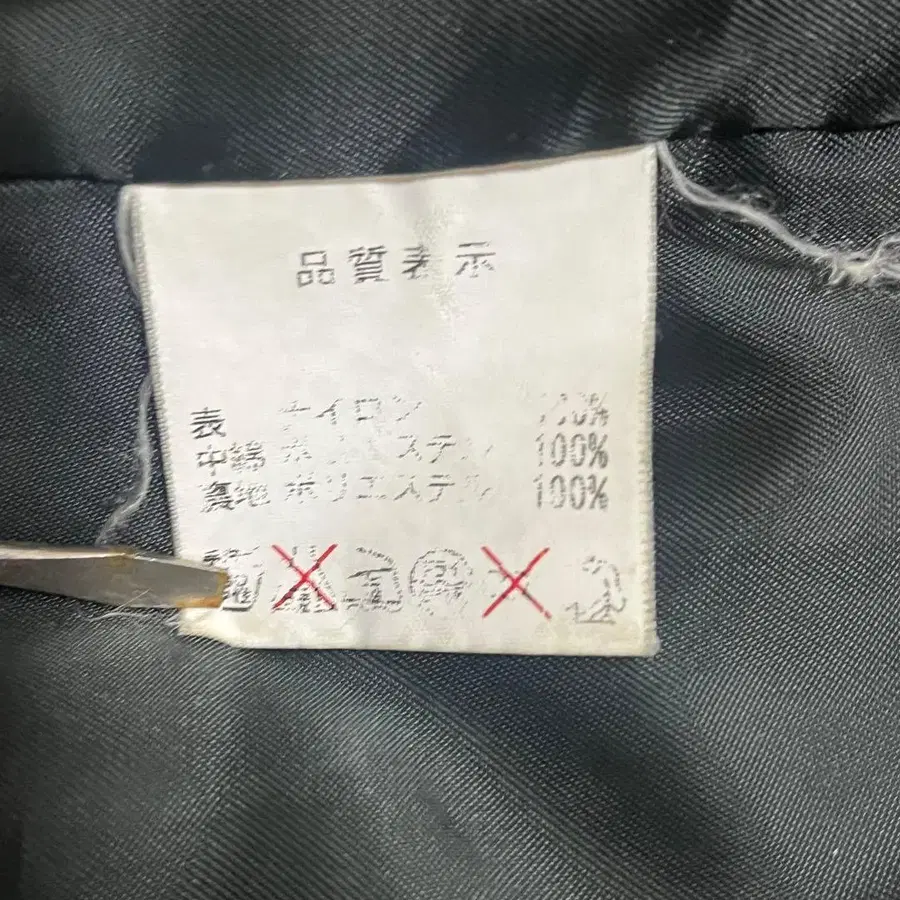 品質表示
表 ナイロン 100%
中綿 ポリエステル 100%
裏地 ポリエステル 100%